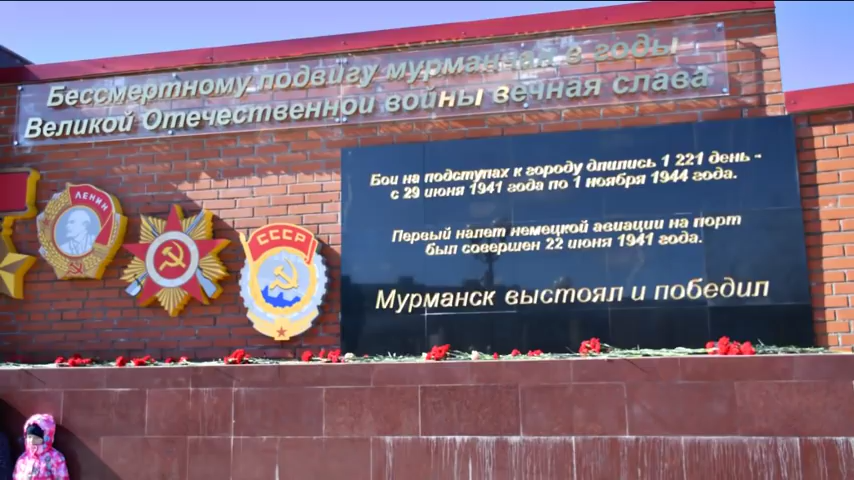 Бессмертному подвигу мурманчан в годы
Великой Отечественной войны вечная слава
ЛЕНИН
СССР
Бои на подступах к городу длились 1 221 день -
с 29 июня 1941 года по 1 ноября 1944 года.
Первый налет немецкой авиации на порт
был совершен 22 июня 1941 года.
Мурманск выстоял и победил